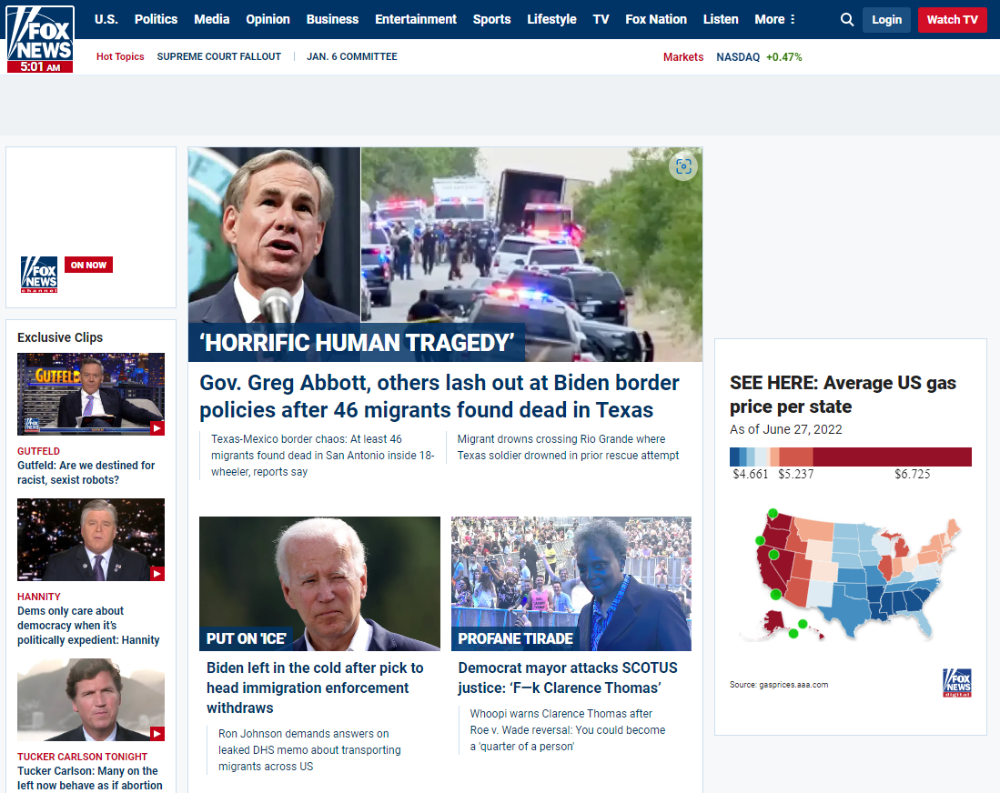 U.S. Politics Media Opinion Business Entertainment Sports Lifestyle TV Fox Nation Listen More Login Watch TV
FOX
NEWS
5:01 AM
Hot Topics SUPREME COURT FALLOUT JAN. 6 COMMITTEE Markets NASDAQ +0.47%
FOX
NEWS
channel
ON NOW
Exclusive Clips
GUTFELD
FOX
NEWS
GUTFELD
Gutfeld: Are we destined for
racist, sexist robots?
HANNITY
Dems only care about
democracy when it's
politically expedient: Hannity
TUCKER CARLSON TONIGHT
Tucker Carlson: Many on the
left now behave as if abortion
‘HORRIFIC HUMAN TRAGEDY’
Gov. Greg Abbott, others lash out at Biden border
policies after 46 migrants found dead in Texas
Texas-Mexico border chaos: At least 46
migrants found dead in San Antonio inside 18-
wheeler, reports say
Migrant drowns crossing Rio Grande where
Texas soldier drowned in prior rescue attempt
PUT ON 'ICE'
Biden left in the cold after pick to
head immigration enforcement
withdraws
Ron Johnson demands answers on
leaked DHS memo about transporting
migrants across US
PROFANE TIRADE
Democrat mayor attacks SCOTUS
justice: ‘F—k Clarence Thomas’
Whoopi warns Clarence Thomas after
Roe v. Wade reversal: You could become
a 'quarter of a person'
SEE HERE: Average US gas
price per state
As of June 27, 2022
$4.661 $5.237 $6.725
Source: gasprices.aaa.com
FOX
NEWS
digital